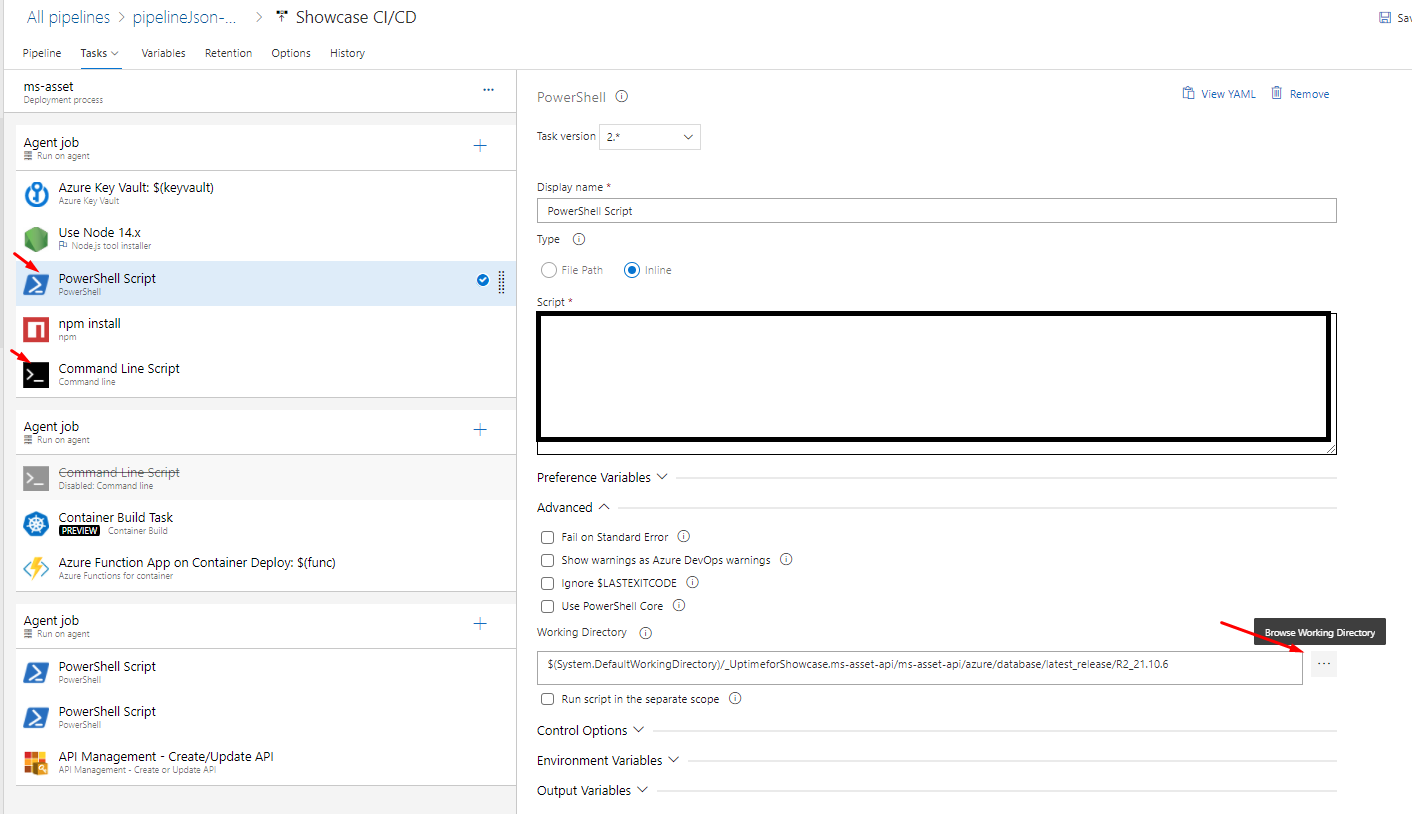 All pipelines > pipelineJson-... > Showcase CI/CD
Sav
Pipeline Tasks Variables Retention Options History
ms-asset
Deployment process
...
Agent job
Run on agent
Azure Key Vault: $(keyvault)
Azure Key Vault
Use Node 14.x
Node.js tool installer
PowerShell Script
PowerShell
npm install
npm
Command Line Script
Command line
Agent job
Run on agent
Command Line Script
Disabled: Command line
Container Build Task
PREVIEW Container Build
Azure Function App on Container Deploy: $(func)
Azure Functions for container
Agent job
Run on agent
PowerShell Script
PowerShell
PowerShell Script
PowerShell
API Management - Create/Update API
API Management - Create or Update API
PowerShell
View YAML Remove
Task version 2.*
Display name *
PowerShell Script
Type
File Path Inline
Script *
Preference Variables
Advanced
Fail on Standard Error
Show warnings as Azure DevOps warnings
Ignore $LASTEXITCODE
Use PowerShell Core
Working Directory
Browse Working Directory
$(System.DefaultWorkingDirectory)/_UptimeforShowcase.ms-asset-api/ms-asset-api/azure/database/latest_release/R2_21.10.6
...
Run script in the separate scope
Control Options
Environment Variables
Output Variables